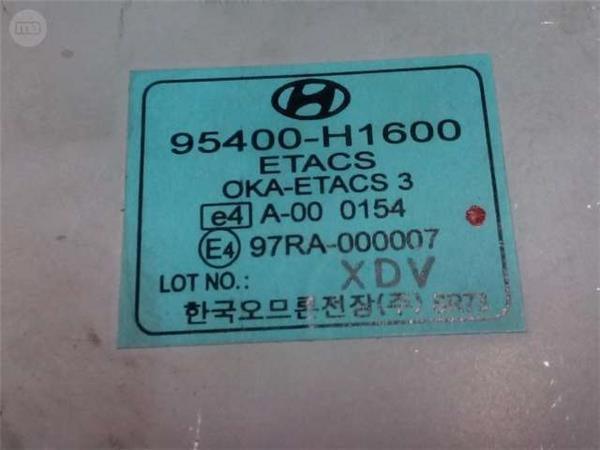 95400-H1600
ETACS
OKA-ETACS 3
e4 A-00 0154
E4 97RA-000007
LOT NO.: XDV
한국오므론전장(주)